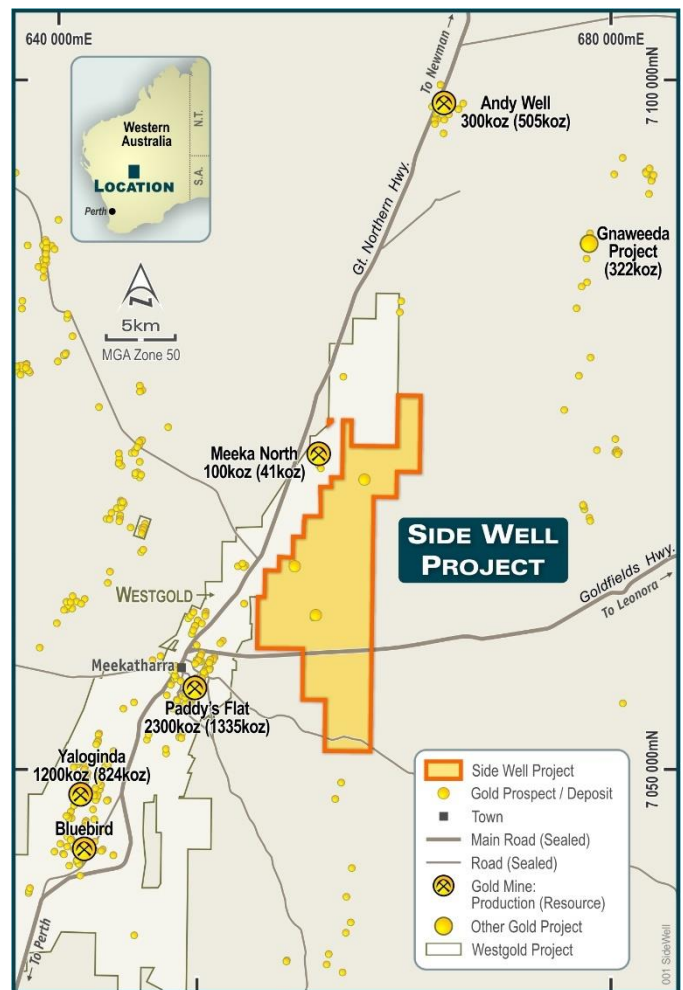 640 000mE
680 000mE
7 100 000mN
To Newman
Western
Australia
N.T.
S.A.
LOCATION
Perth
Andy Well
300koz (505koz)
Gt. Northern Hwy.
Gnaweeda
Project
(322koz)
N
5km
MGA Zone 50
Meeka North
100koz (41koz)
SIDE WELL
PROJECT
Goldfields Hwy.
To Leonora
WESTGOLD
Meekatharra
Paddy's Flat
2300koz (1335koz)
Yaloginda
1200koz (824koz)
Bluebird
7 050 000mN
To Perth
Side Well Project
Gold Prospect / Deposit
Town
Main Road (Sealed)
Road (Sealed)
Gold Mine:
Production (Resource)
Other Gold Project
Westgold Project
001 SideWell